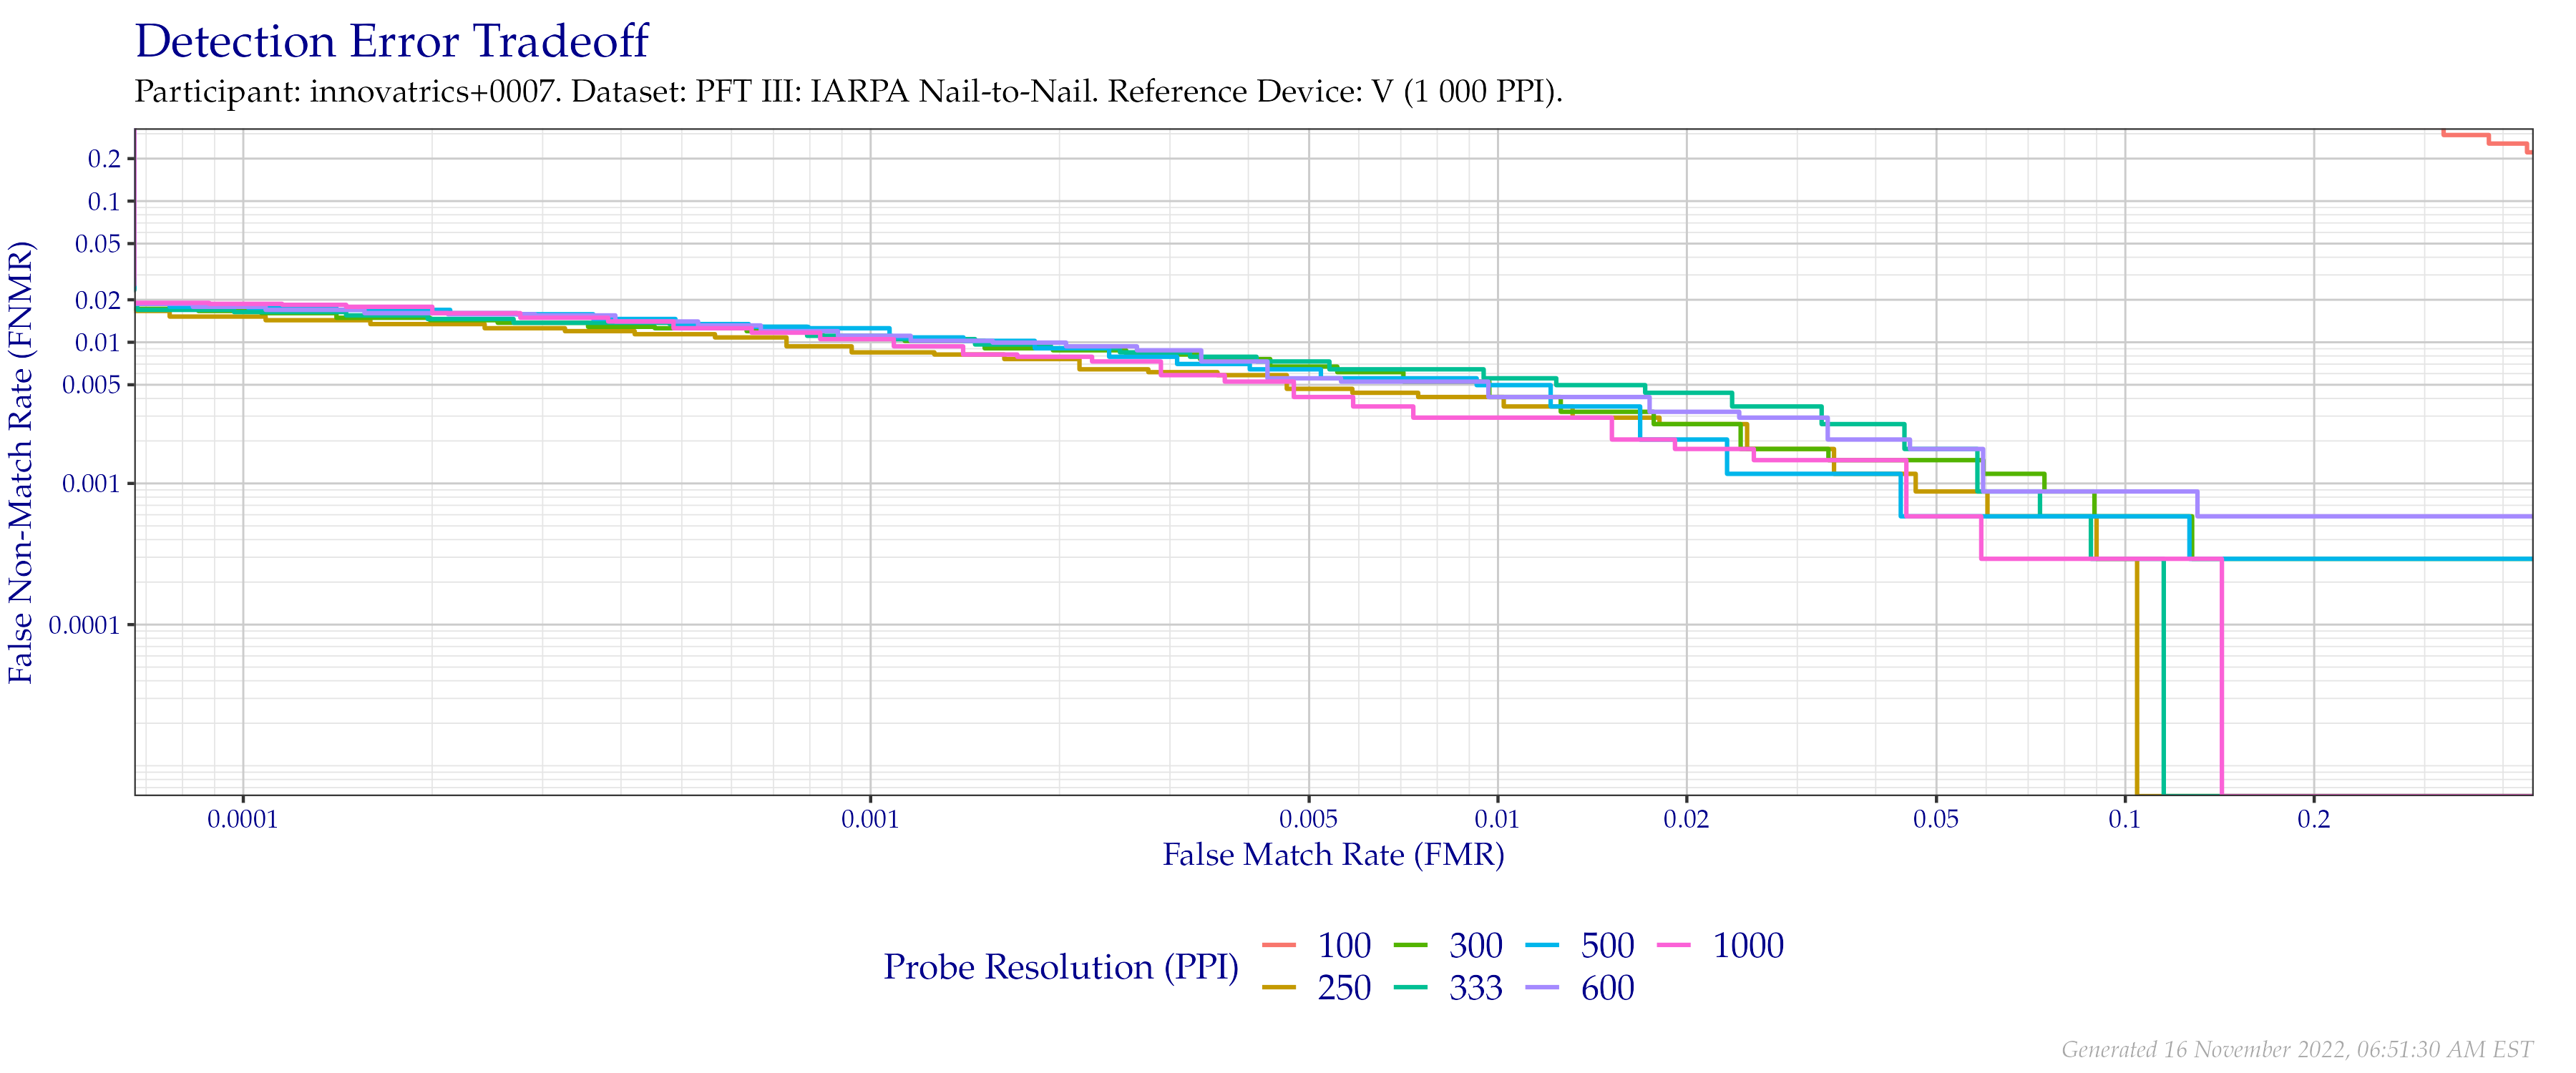 Detection Error Tradeoff
Participant: innovatrics+0007. Dataset: PFT III: IARPA Nail-to-Nail. Reference Device: V (1 000 PPI).
False Non-Match Rate (FNMR)
0.2
0.1
0.05
0.02
0.01
0.005
0.001
0.0001
0.0001 0.001 0.005 0.01 0.02 0.05 0.1 0.2
False Match Rate (FMR)
Probe Resolution (PPI)
100 300 500 1000
250 333 600
Generated 16 November 2022, 06:51:30 AM EST